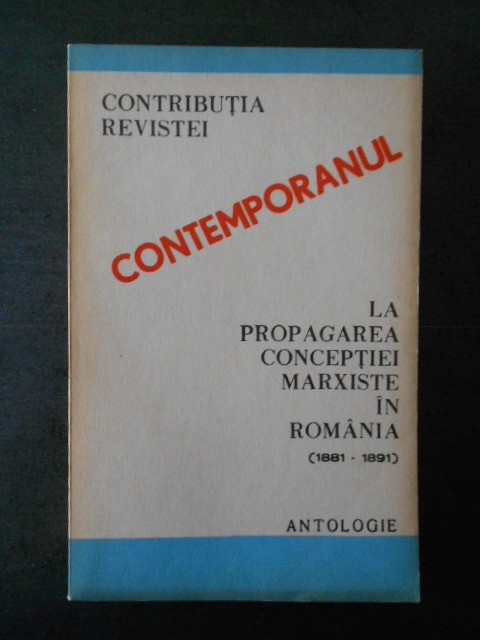 CONTRIBUȚIA
REVISTEI
CONTEMPORANUL
LA
PROPAGAREA
CONCEPȚIEI
MARXISTE
ÎN
ROMÂNIA
(1881 - 1891)
ANTOLOGIE